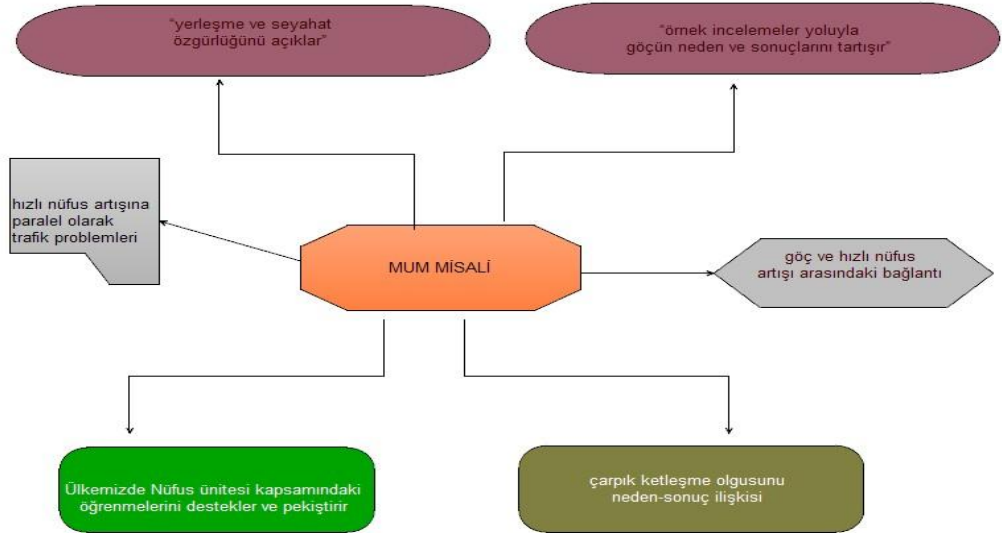 “yerleşme ve seyahat
özgürlüğünü açıklar”
“örnek incelemeler yoluyla
göçün neden ve sonuçlarını tartışır”
hızlı nüfus artışına
paralel olarak
trafik problemleri
MUM MİSALİ
göç ve hızlı nüfus
artışı arasındaki bağlantı
Ülkemizde Nüfus ünitesi kapsamındaki
öğrenmelerini destekler ve pekiştirir
çarpık ketleşme olgusunu
neden-sonuç ilişkisi